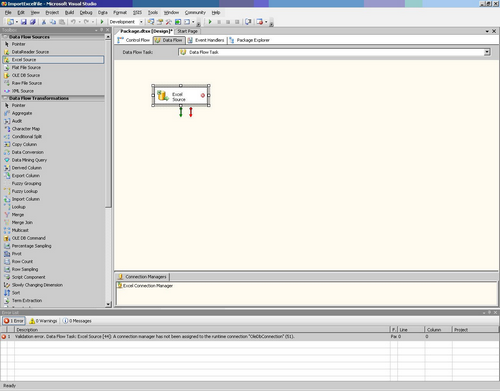 ImportExcelFile - Microsoft Visual Studio
File Edit View Project Build Debug Data Format SSIS Tools Window Community Help
Development
Toolbox
Data Flow Sources
Pointer
DataReader Source
Excel Source
Flat File Source
OLE DB Source
Raw File Source
XML Source
Data Flow Transformations
Pointer
Aggregate
Audit
Character Map
Conditional Split
Copy Column
Data Conversion
Data Mining Query
Derived Column
Export Column
Fuzzy Grouping
Fuzzy Lookup
Import Column
Lookup
Merge
Merge Join
Multicast
OLE DB Command
Percentage Sampling
Pivot
Row Count
Row Sampling
Script Component
Slowly Changing Dimension
Sort
Term Extraction
Package.dtsx [Design]* Start Page
Control Flow Data Flow Event Handlers Package Explorer
Data Flow Task: Data Flow Task
Excel
Source
Connection Managers
Excel Connection Manager
Error List
1 Error 0 Warnings 0 Messages
Description F. Line Column Project
1 Validation error. Data Flow Task: Excel Source [44]: A connection manager has not been assigned to the runtime connection "OleDbConnection" (51). Pac 0 0
Ready